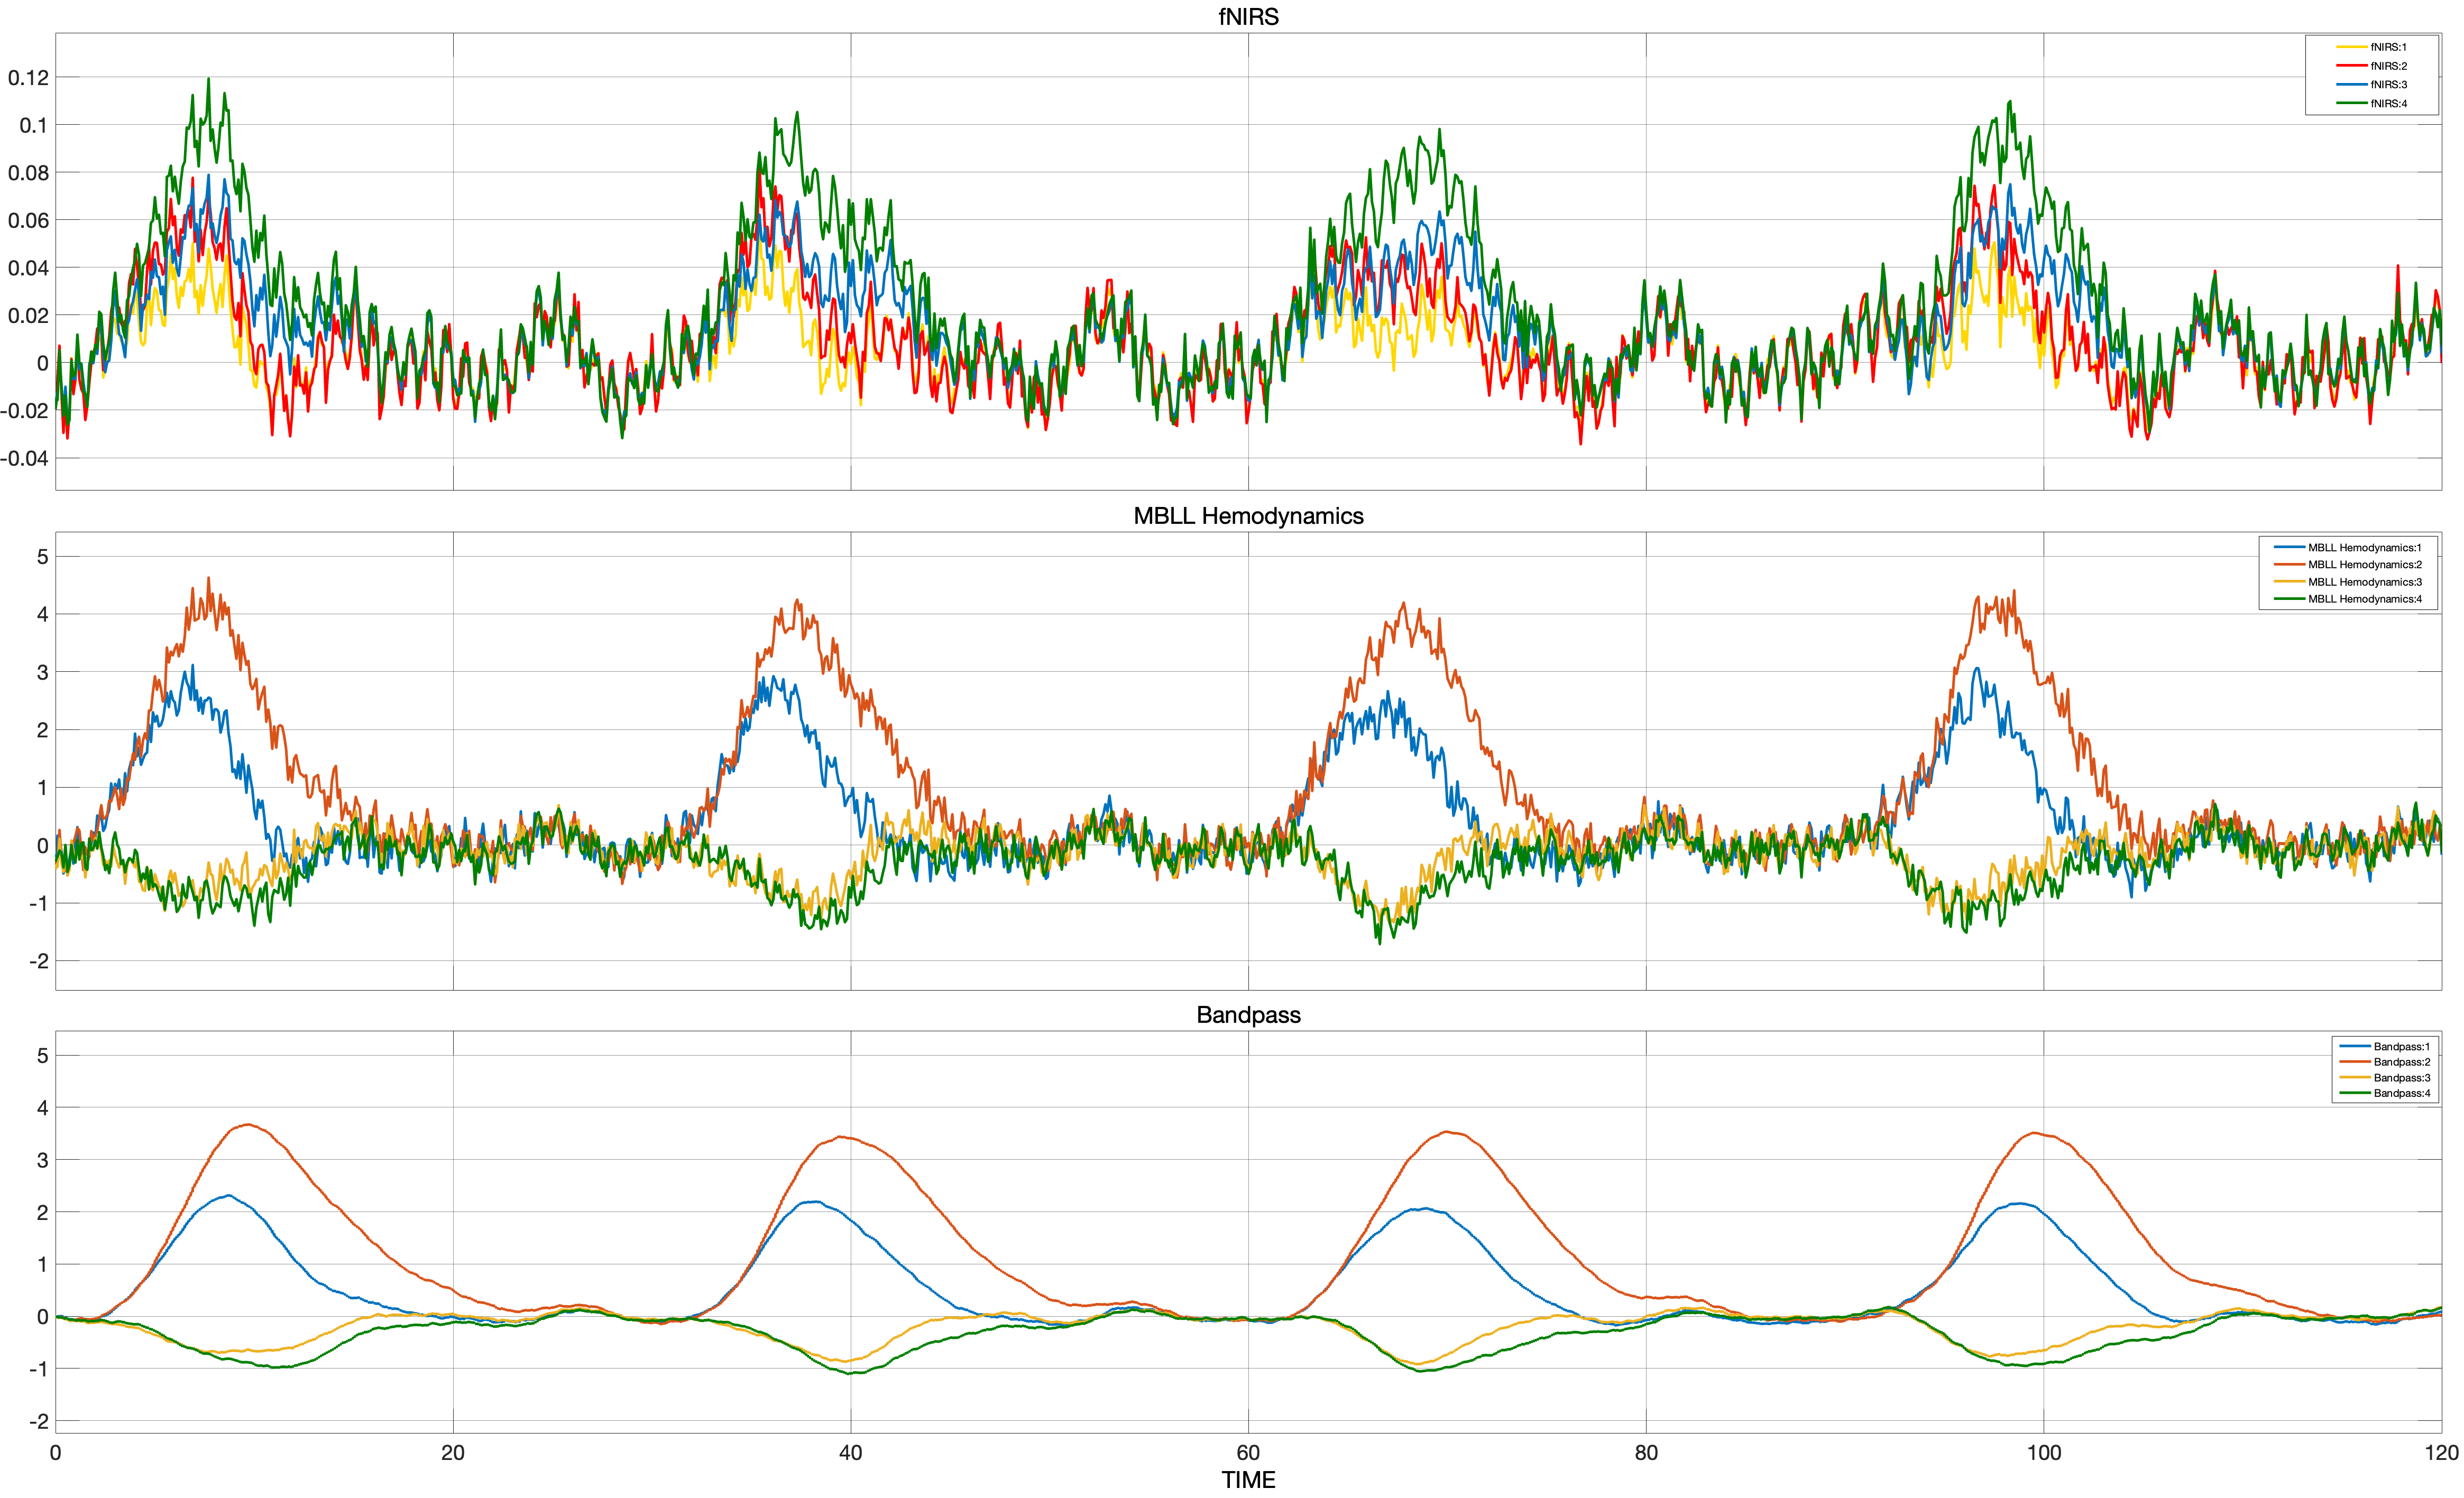 fNIRS
0.12
0.1
0.08
0.06
0.04
0.02
0
-0.02
-0.04
fNIRS:1
fNIRS:2
fNIRS:3
fNIRS:4
MBLL Hemodynamics
5
4
3
2
1
0
-1
-2
MBLL Hemodynamics:1
MBLL Hemodynamics:2
MBLL Hemodynamics:3
MBLL Hemodynamics:4
Bandpass
5
4
3
2
1
0
-1
-2
Bandpass:1
Bandpass:2
Bandpass:3
Bandpass:4
0 20 40 60 80 100 120
TIME